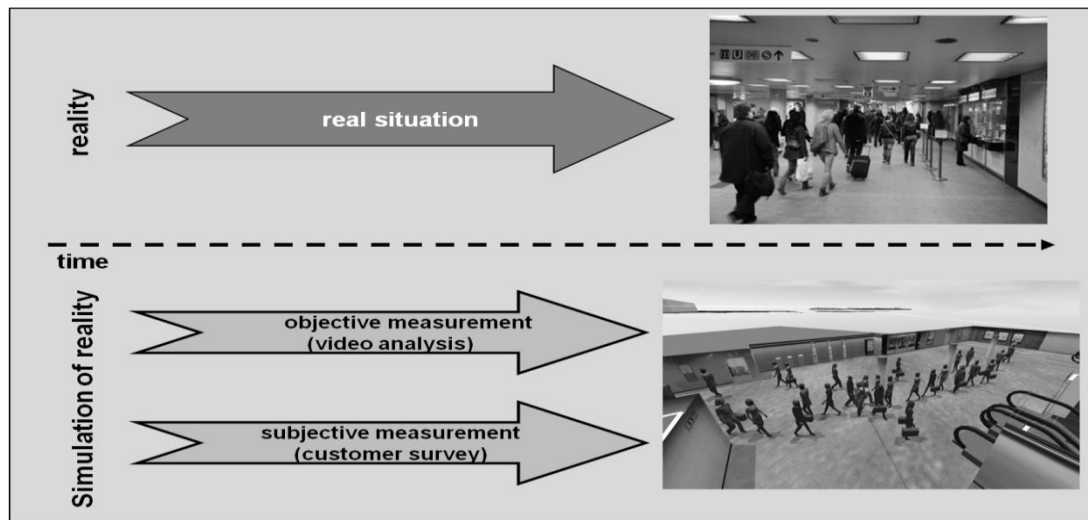 reality
real situation
U S
time
Simulation of reality
objective measurement
(video analysis)
subjective measurement
(customer survey)